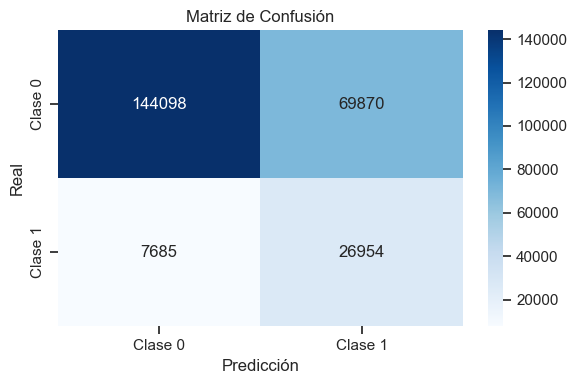 Matriz de Confusión
Real
Clase 0
144098
69870
Clase 1
7685
26954
Clase 0
Clase 1
Predicción
140000
120000
100000
80000
60000
40000
20000